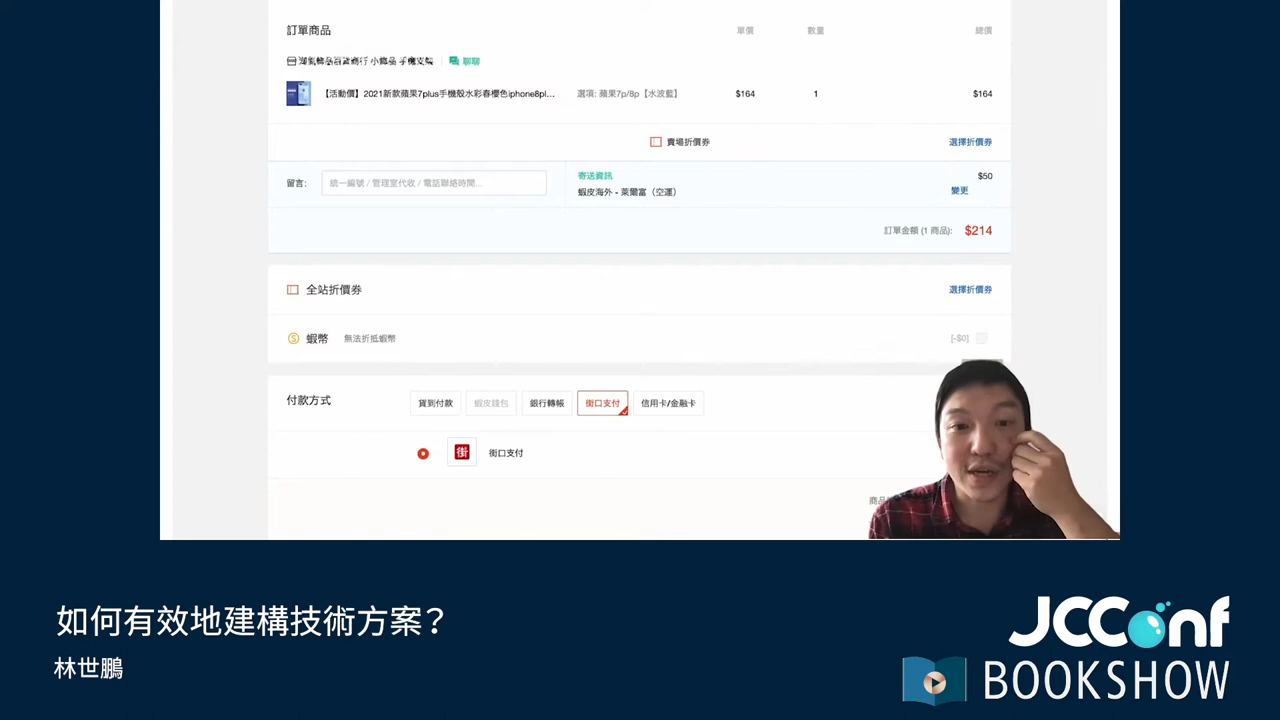 訂單商品 單價 數量 總價
小飾品 手機支架 聊聊
【活動價】2021新款蘋果7plus手機殼水彩春櫻色iphone8pl... 選項: 蘋果7p/8p【水波藍】 $164 1 $164
賣場折價券 選擇折價券
留言: 統一編號 / 管理室代收 / 電話聯絡時間... 寄送資訊 $50
蝦皮海外 - 萊爾富（空運） 變更
訂單金額 (1 商品): $214
全站折價券 選擇折價券
蝦幣 無法折抵蝦幣 [-$0]
付款方式 貨到付款 蝦皮錢包 銀行轉帳 街口支付 信用卡/金融卡
街 街口支付
商品
如何有效地建構技術方案？
林世鵬
JCConf
BOOKSHOW